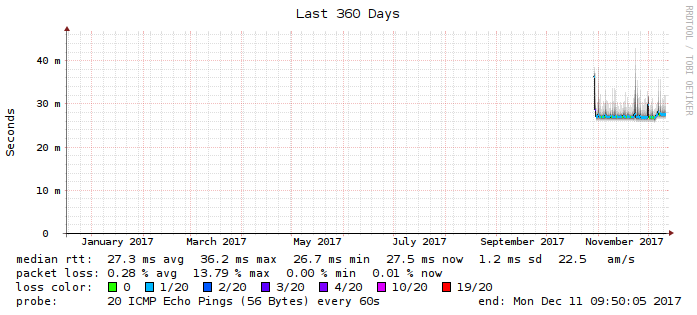 Last 360 Days
RRDTOOL / TOBI OETIKER
Seconds
40 m
30 m
20 m
10 m
0
January 2017 March 2017 May 2017 July 2017 September 2017 November 2017
median rtt: 27.3 ms avg 36.2 ms max 26.7 ms min 27.5 ms now 1.2 ms sd 22.5 am/s
packet loss: 0.28 % avg 13.79 % max 0.00 % min 0.01 % now
loss color: 0 1/20 2/20 3/20 4/20 10/20 19/20
probe: 20 ICMP Echo Pings (56 Bytes) every 60s end: Mon Dec 11 09:50:05 2017